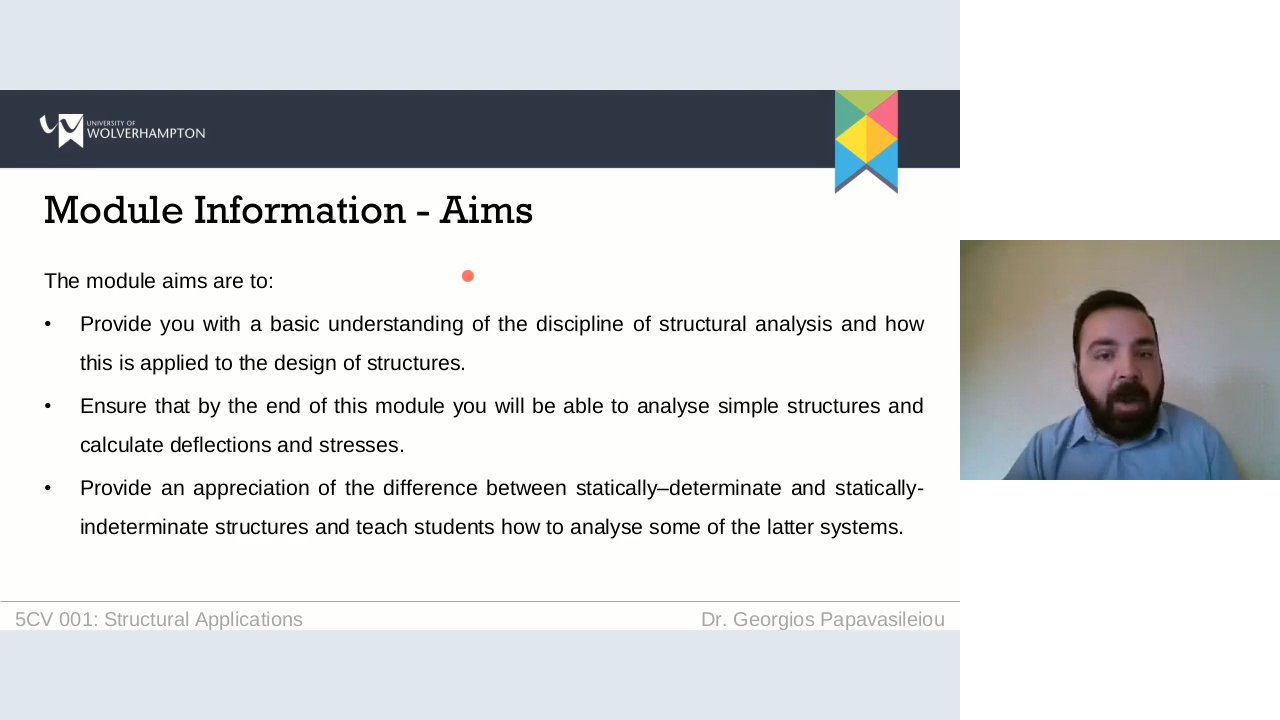 UNIVERSITY OF
WOLVERHAMPTON
Module Information - Aims
The module aims are to:
• Provide you with a basic understanding of the discipline of structural analysis and how
this is applied to the design of structures.
• Ensure that by the end of this module you will be able to analyse simple structures and
calculate deflections and stresses.
• Provide an appreciation of the difference between statically–determinate and statically-
indeterminate structures and teach students how to analyse some of the latter systems.
5CV 001: Structural Applications
Dr. Georgios Papavasileiou